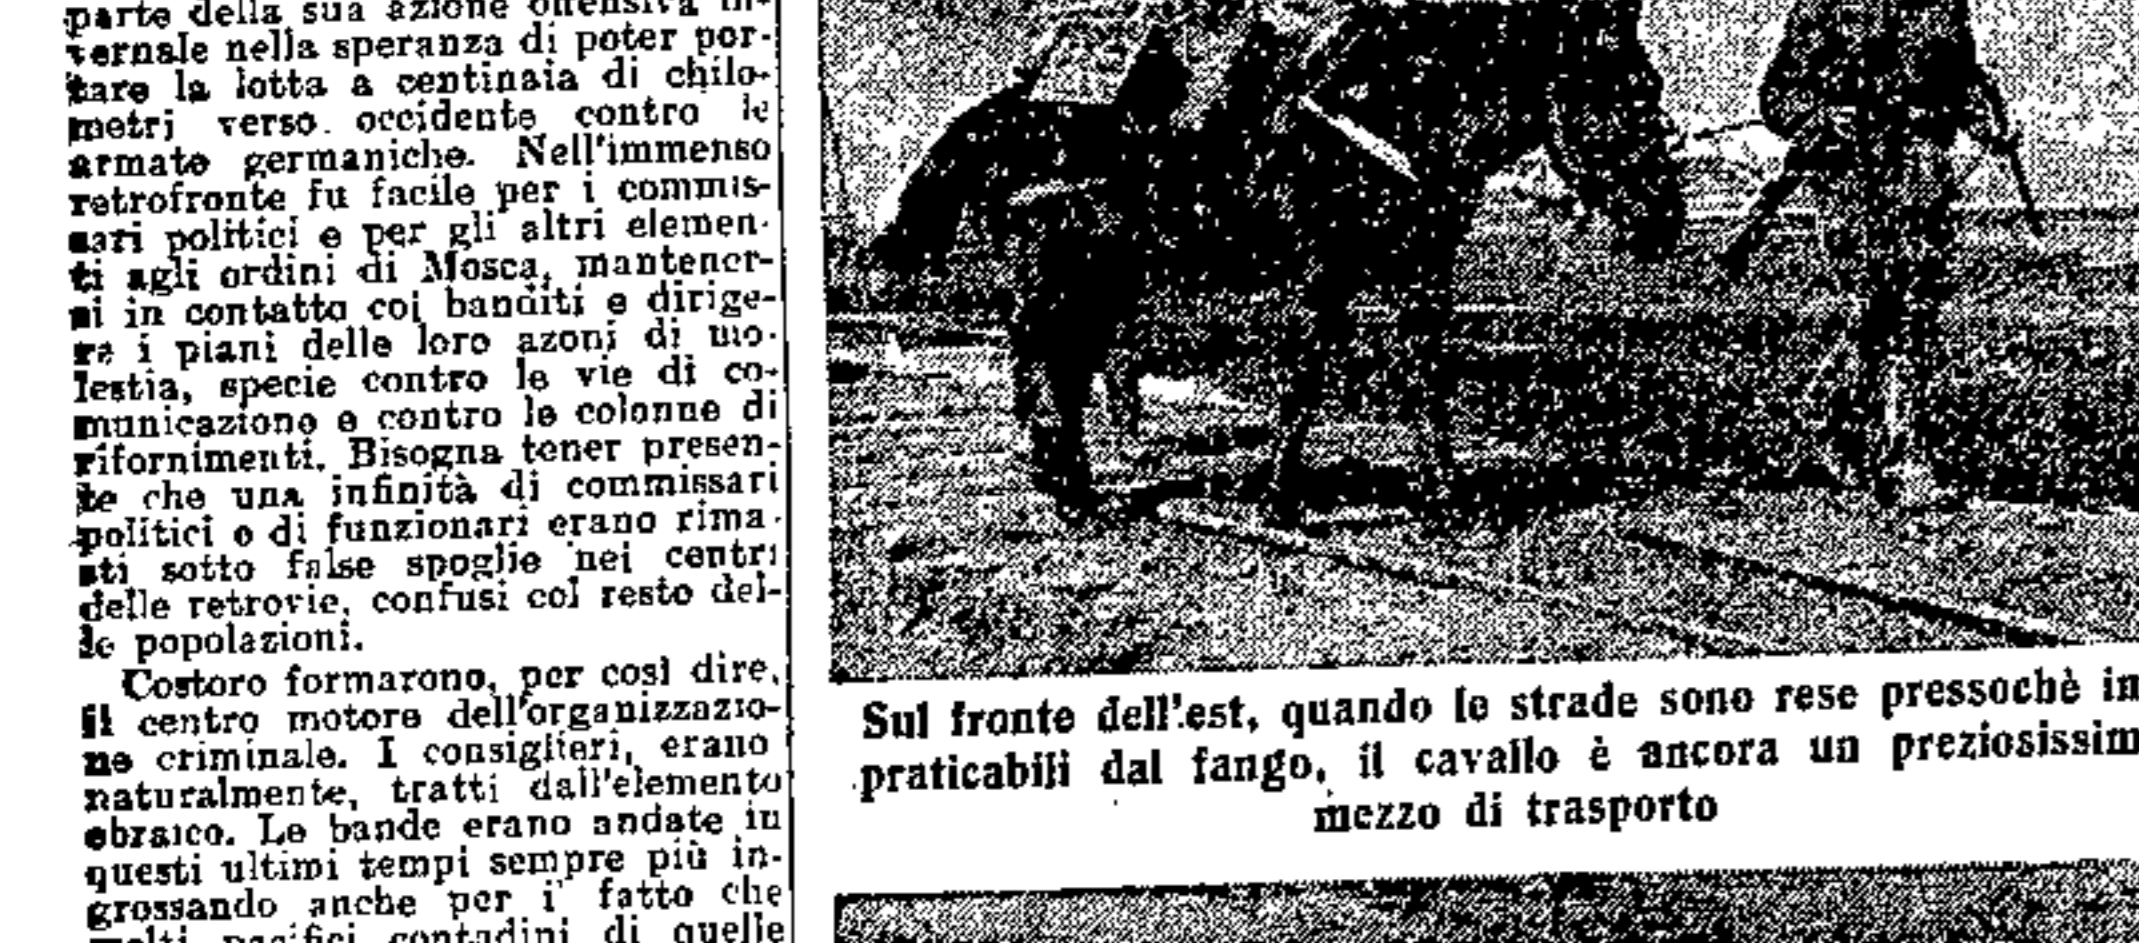 parte della sua azione offensiva in-
vernale nella speranza di poter por-
tare la lotta a centinaia di chilo-
metri verso occidente contro le
armate germaniche. Nell'immenso
retrofronte fu facile per i commis-
sari politici e per gli altri elemen-
ti agli ordini di Mosca, mantener-
si in contatto coi banditi e dirige-
re i piani delle loro azoni di mo-
lestia, specie contro le vie di co-
municazione e contro le colonne di
rifornimenti. Bisogna tener presen-
te che una infinità di commissari
politici e di funzionari erano rima-
sti sotto false spoglie nei centri
delle retrovie, confusi col resto del-
le popolazioni.
Costoro formarono, per così dire,
il centro motore dell'organizzazio-
ne criminale. I consiglieri, erano
naturalmente, tratti dall'elemento
ebraico. Le bande erano andate in
questi ultimi tempi sempre più in-
grossando anche per i' fatto che
molti pacifici contadini di quelle
Sul fronte dell'.est, quando le strade sono rese pressochè im
praticabili dal fango, il cavallo è ancora un preziosissim
mezzo di trasporto